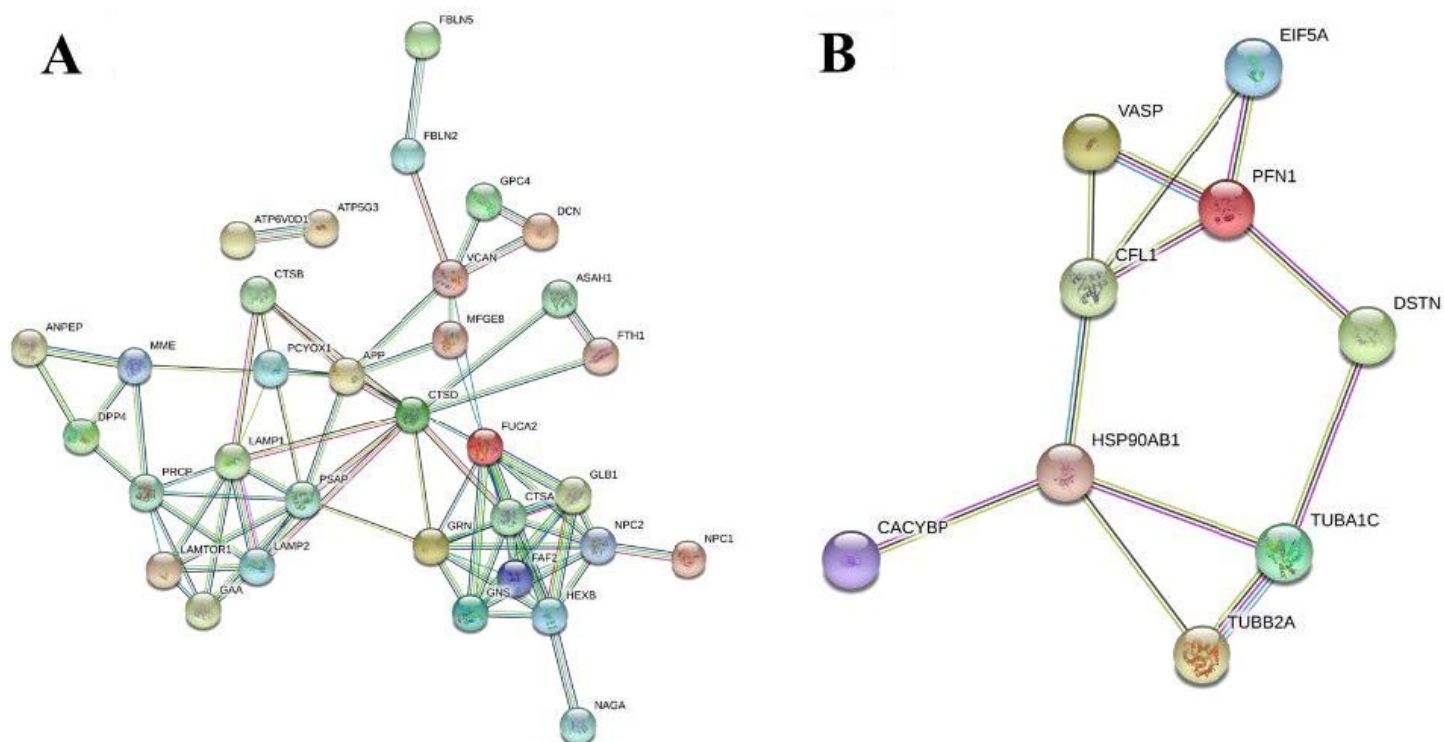 A
FBLN5
FBLN2
GPC4
DCN
ATP6V0D1
ATP5G3
VCAN
CTSB
ASAH1
MFGE8
FTH1
ANPEP
MME
PCYOX1
APP
CTSD
DPP4
FUCA2
LAMP1
GLB1
PRCP
PSAP
CTSA
GRN
NPC2
NPC1
LAMTOR1
LAMP2
FAF2
GAA
GNS
HEXB
NAGA
B
EIF5A
VASP
PFN1
CFL1
DSTN
HSP90AB1
CACYBP
TUBA1C
TUBB2A